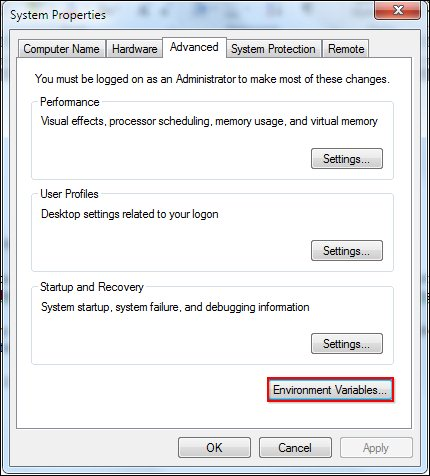 System Properties
Computer Name Hardware Advanced System Protection Remote
You must be logged on as an Administrator to make most of these changes.
Performance
Visual effects, processor scheduling, memory usage, and virtual memory
Settings...
User Profiles
Desktop settings related to your logon
Settings...
Startup and Recovery
System startup, system failure, and debugging information
Settings...
Environment Variables...
OK Cancel Apply